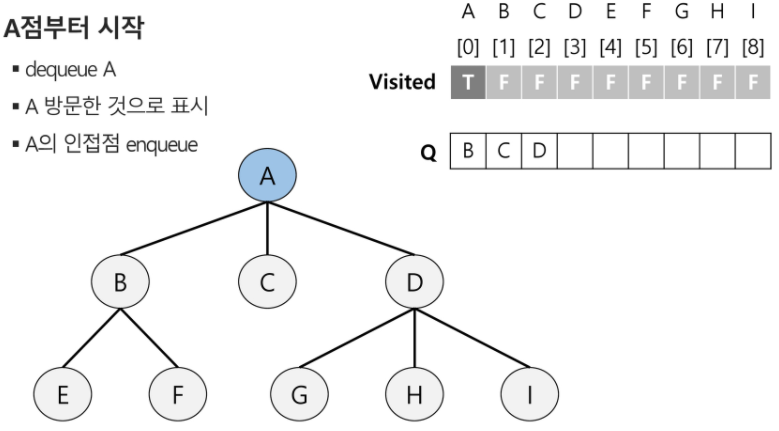 A점부터 시작
▪ dequeue A
▪ A 방문한 것으로 표시
▪ A의 인접점 enqueue
A B C D E F G H I
[0] [1] [2] [3] [4] [5] [6] [7] [8]
Visited T F F F F F F F F
Q B C D
A
B C D
E F G H I